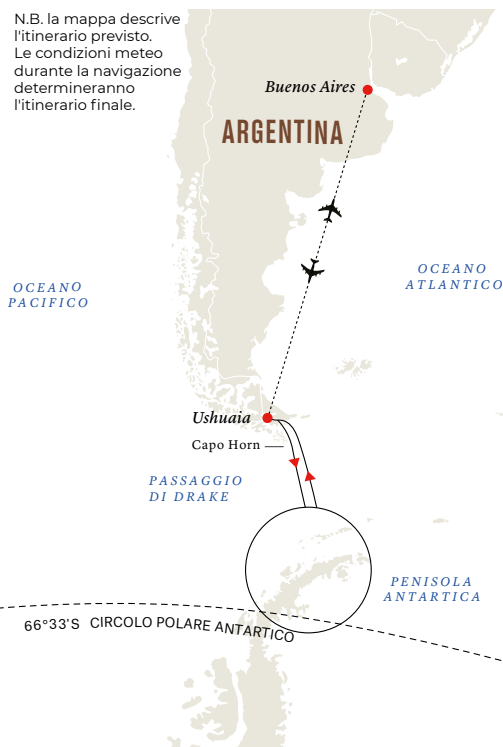 N.B. la mappa descrive
l'itinerario previsto.
Le condizioni meteo
durante la navigazione
determineranno
l'itinerario finale.
Buenos Aires
ARGENTINA
OCEANO
PACIFICO
OCEANO
ATLANTICO
Ushuaia
Capo Horn
PASSAGGIO
DI DRAKE
PENISOLA
ANTARTICA
66°33'S CIRCOLO POLARE ANTARTICO